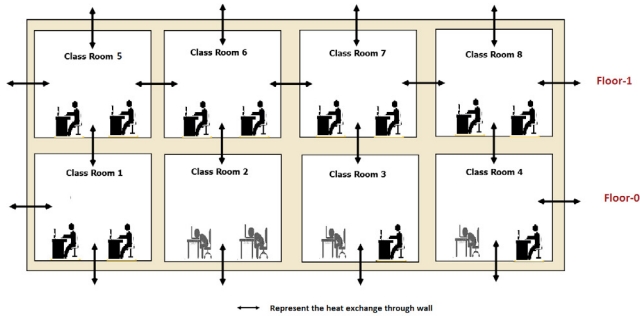 Class Room 5
Class Room 6
Class Room 7
Class Room 8
Floor-1
Class Room 1
Class Room 2
Class Room 3
Class Room 4
Floor-0
Represent the heat exchange through wall